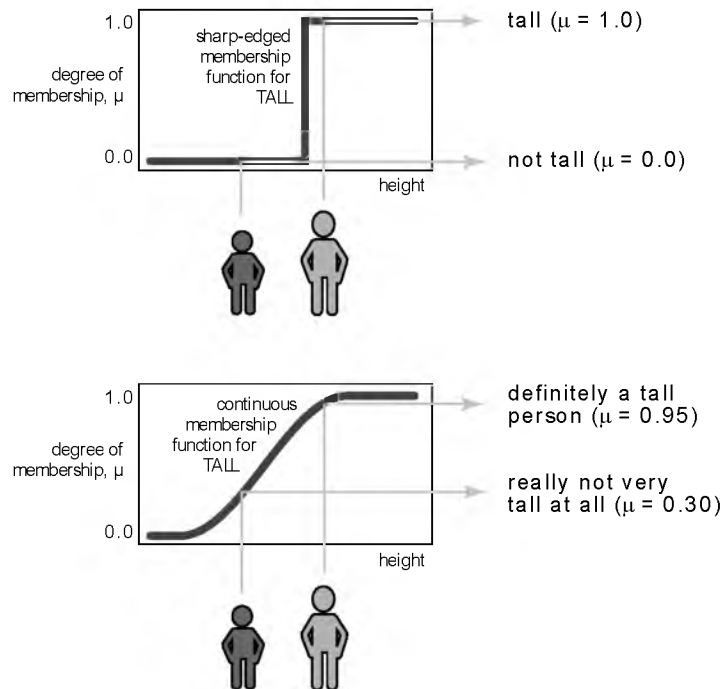 1.0
sharp-edged
membership
function for
TALL
degree of
membership, μ
0.0
height
tall (μ = 1.0)
not tall (μ = 0.0)
1.0
continuous
membership
function for
TALL
degree of
membership, μ
0.0
height
definitely a tall
person (μ = 0.95)
really not very
tall at all (μ = 0.30)